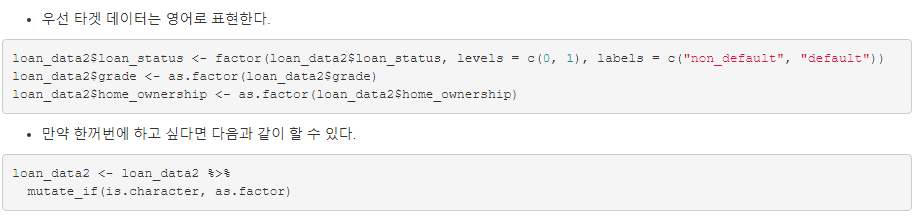 • 우선 타겟 데이터는 영어로 표현한다.
loan_data2$loan_status <- factor(loan_data2$loan_status, levels = c(0, 1), labels = c("non_default", "default"))
loan_data2$grade <- as.factor(loan_data2$grade)
loan_data2$home_ownership <- as.factor(loan_data2$home_ownership)
• 만약 한꺼번에 하고 싶다면 다음과 같이 할 수 있다.
loan_data2 <- loan_data2 %>%
  mutate_if(is.character, as.factor)